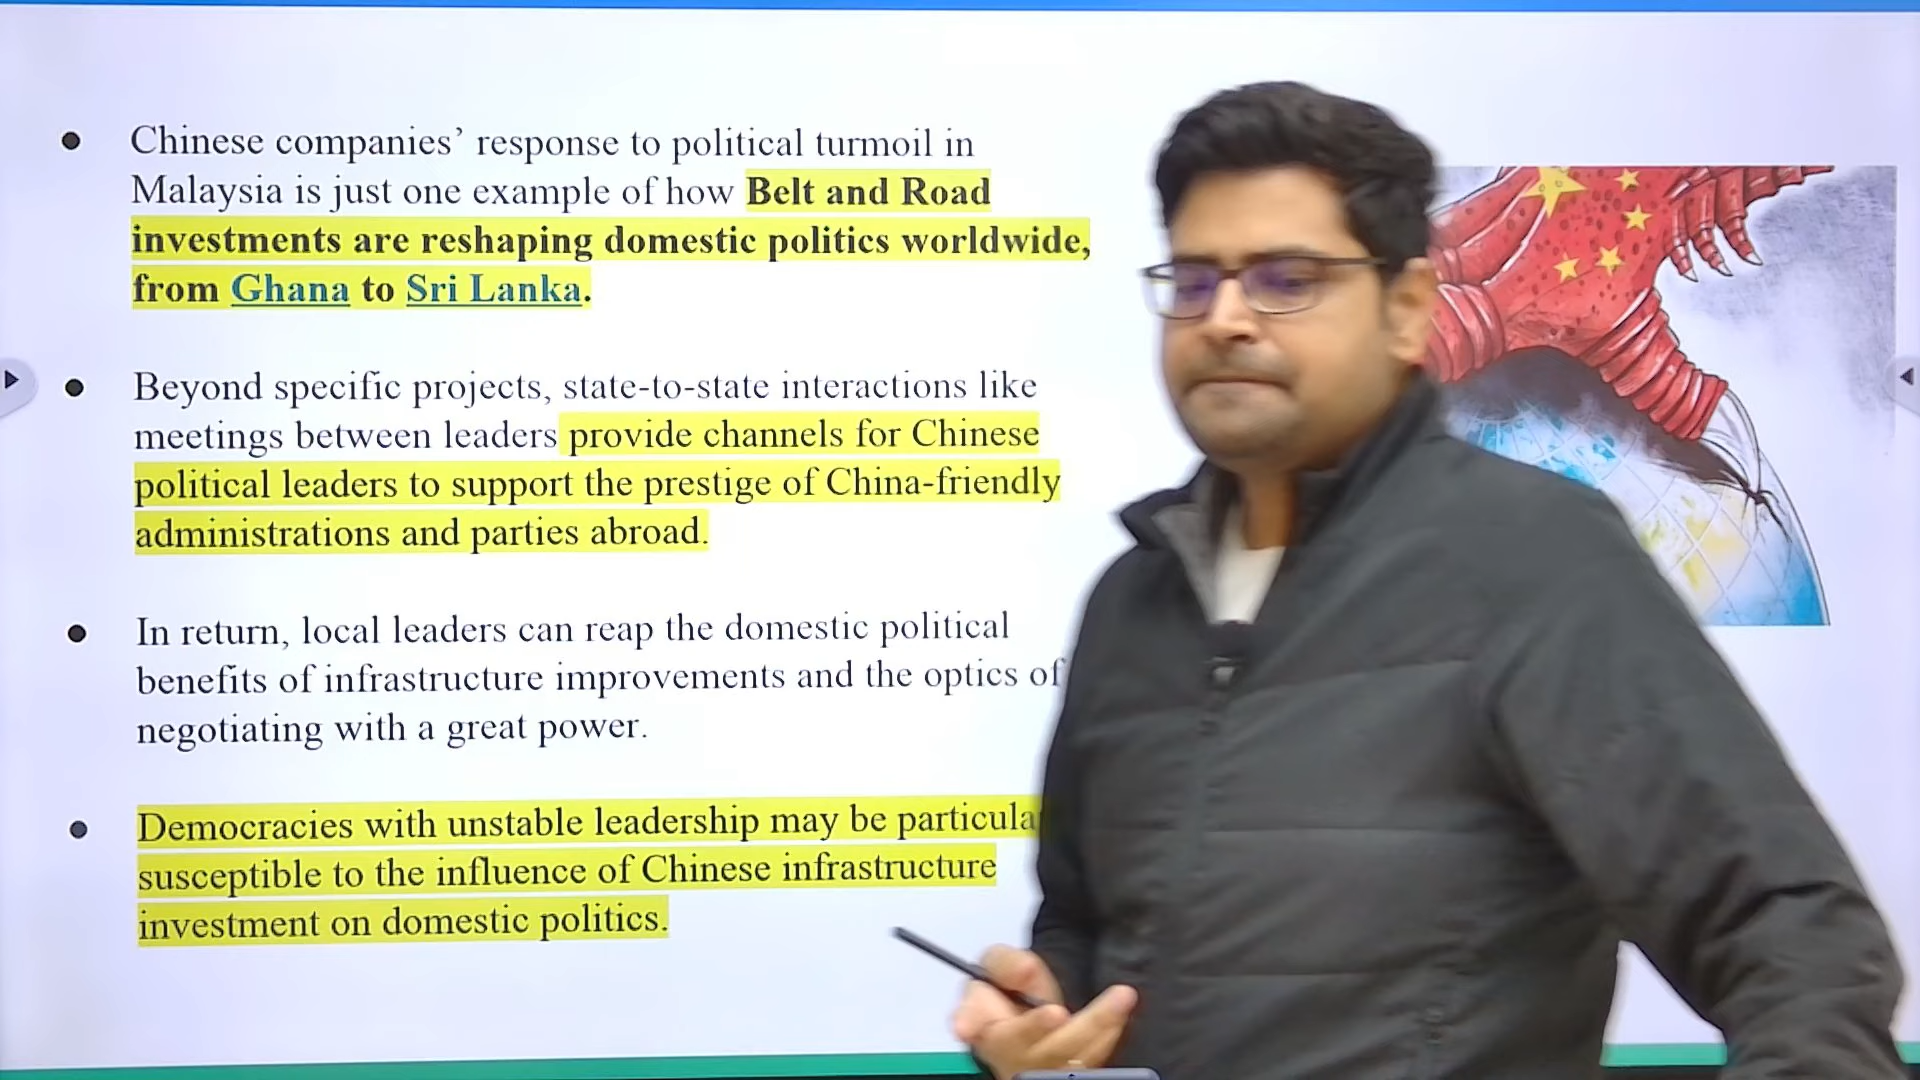 Chinese companies’ response to political turmoil in
Malaysia is just one example of how Belt and Road
investments are reshaping domestic politics worldwide,
from Ghana to Sri Lanka.
Beyond specific projects, state-to-state interactions like
meetings between leaders provide channels for Chinese
political leaders to support the prestige of China-friendly
administrations and parties abroad.
In return, local leaders can reap the domestic political
benefits of infrastructure improvements and the optics of
negotiating with a great power.
Democracies with unstable leadership may be
susceptible to the influence of Chinese infrastructure
investment on domestic politics.